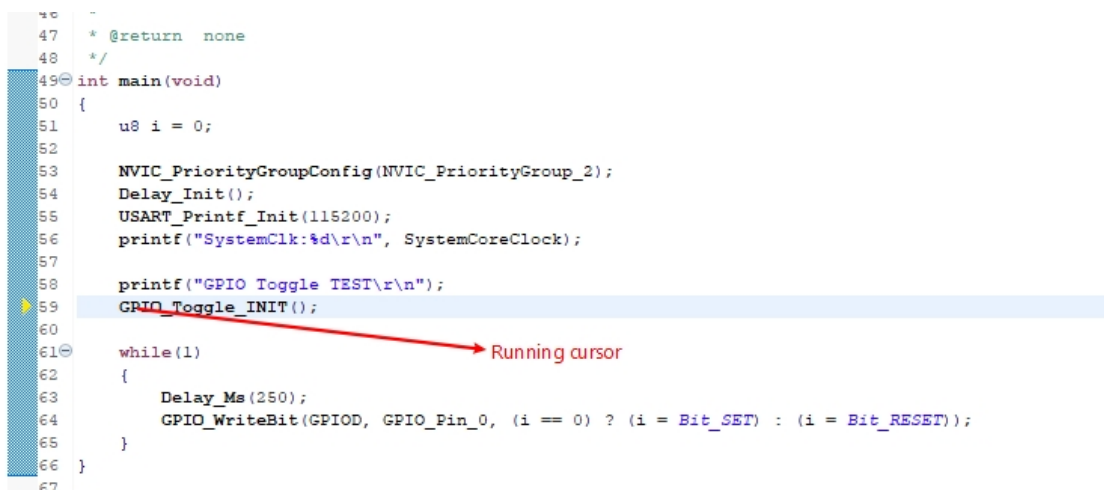 46 *
47 * @return none
48 */
49 int main(void)
50 {
51 u8 i = 0;
52
53 NVIC_PriorityGroupConfig(NVIC_PriorityGroup_2);
54 Delay_Init();
55 USART_Printf_Init(115200);
56 printf("SystemClk:%d\r\n", SystemCoreClock);
57
58 printf("GPIO Toggle TEST\r\n");
59 GPIO_Toggle_INIT();
60
61 while(1)
Running cursor
62 {
63 Delay_Ms(250);
64 GPIO_WriteBit(GPIOD, GPIO_Pin_0, (i == 0) ? (i = Bit_SET) : (i = Bit_RESET));
65 }
66 }
67